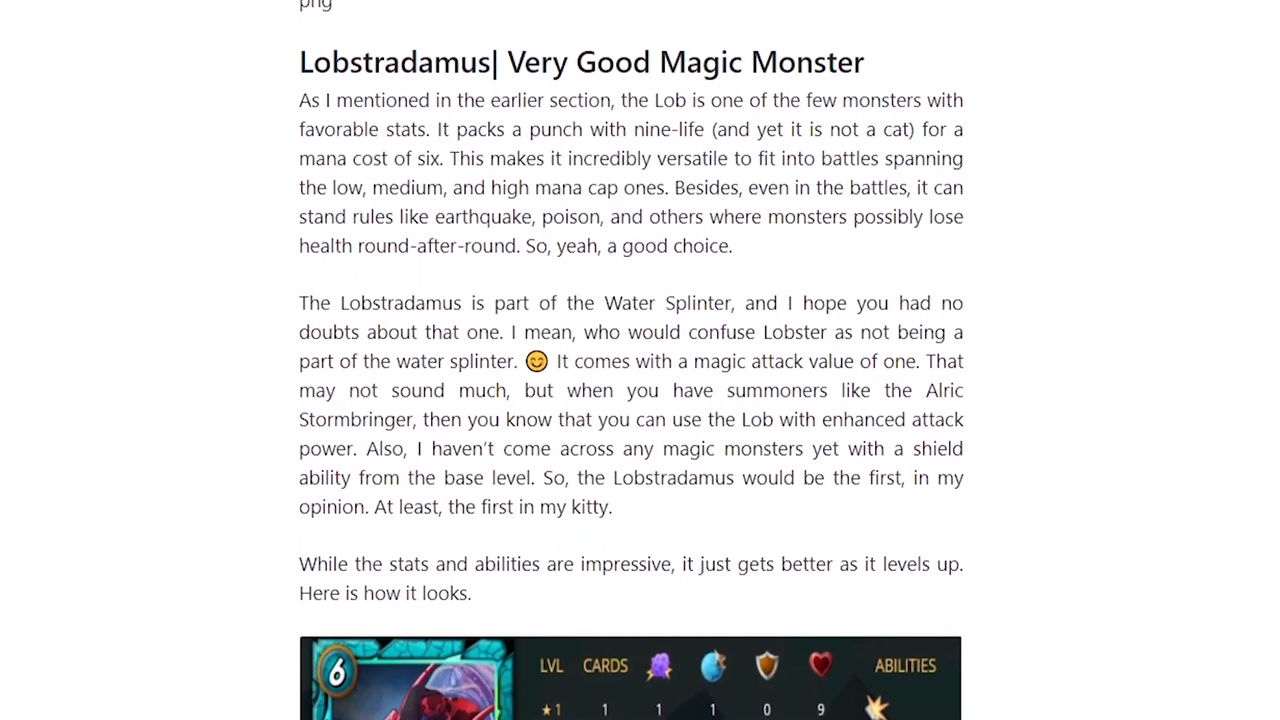 png
Lobstradamus| Very Good Magic Monster
As I mentioned in the earlier section, the Lob is one of the few monsters with
favorable stats. It packs a punch with nine-life (and yet it is not a cat) for a
mana cost of six. This makes it incredibly versatile to fit into battles spanning
the low, medium, and high mana cap ones. Besides, even in the battles, it can
stand rules like earthquake, poison, and others where monsters possibly lose
health round-after-round. So, yeah, a good choice.
The Lobstradamus is part of the Water Splinter, and I hope you had no
doubts about that one. I mean, who would confuse Lobster as not being a
part of the water splinter. 😊 It comes with a magic attack value of one. That
may not sound much, but when you have summoners like the Alric
Stormbringer, then you know that you can use the Lob with enhanced attack
power. Also, I haven't come across any magic monsters yet with a shield
ability from the base level. So, the Lobstradamus would be the first, in my
opinion. At least, the first in my kitty.
While the stats and abilities are impressive, it just gets better as it levels up.
Here is how it looks.
6 LVL CARDS ABILITIES
★1 1 1 1 0 9